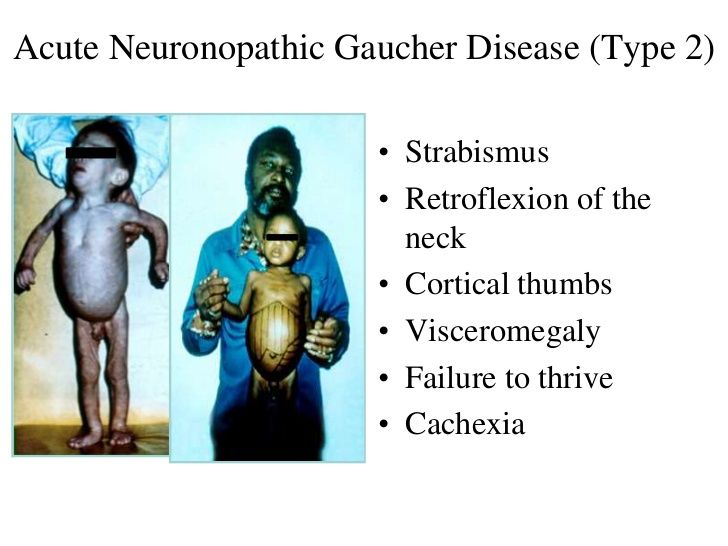 Acute Neuronopathic Gaucher Disease (Type 2)
• Strabismus
• Retroflexion of the
neck
• Cortical thumbs
• Visceromegaly
• Failure to thrive
• Cachexia